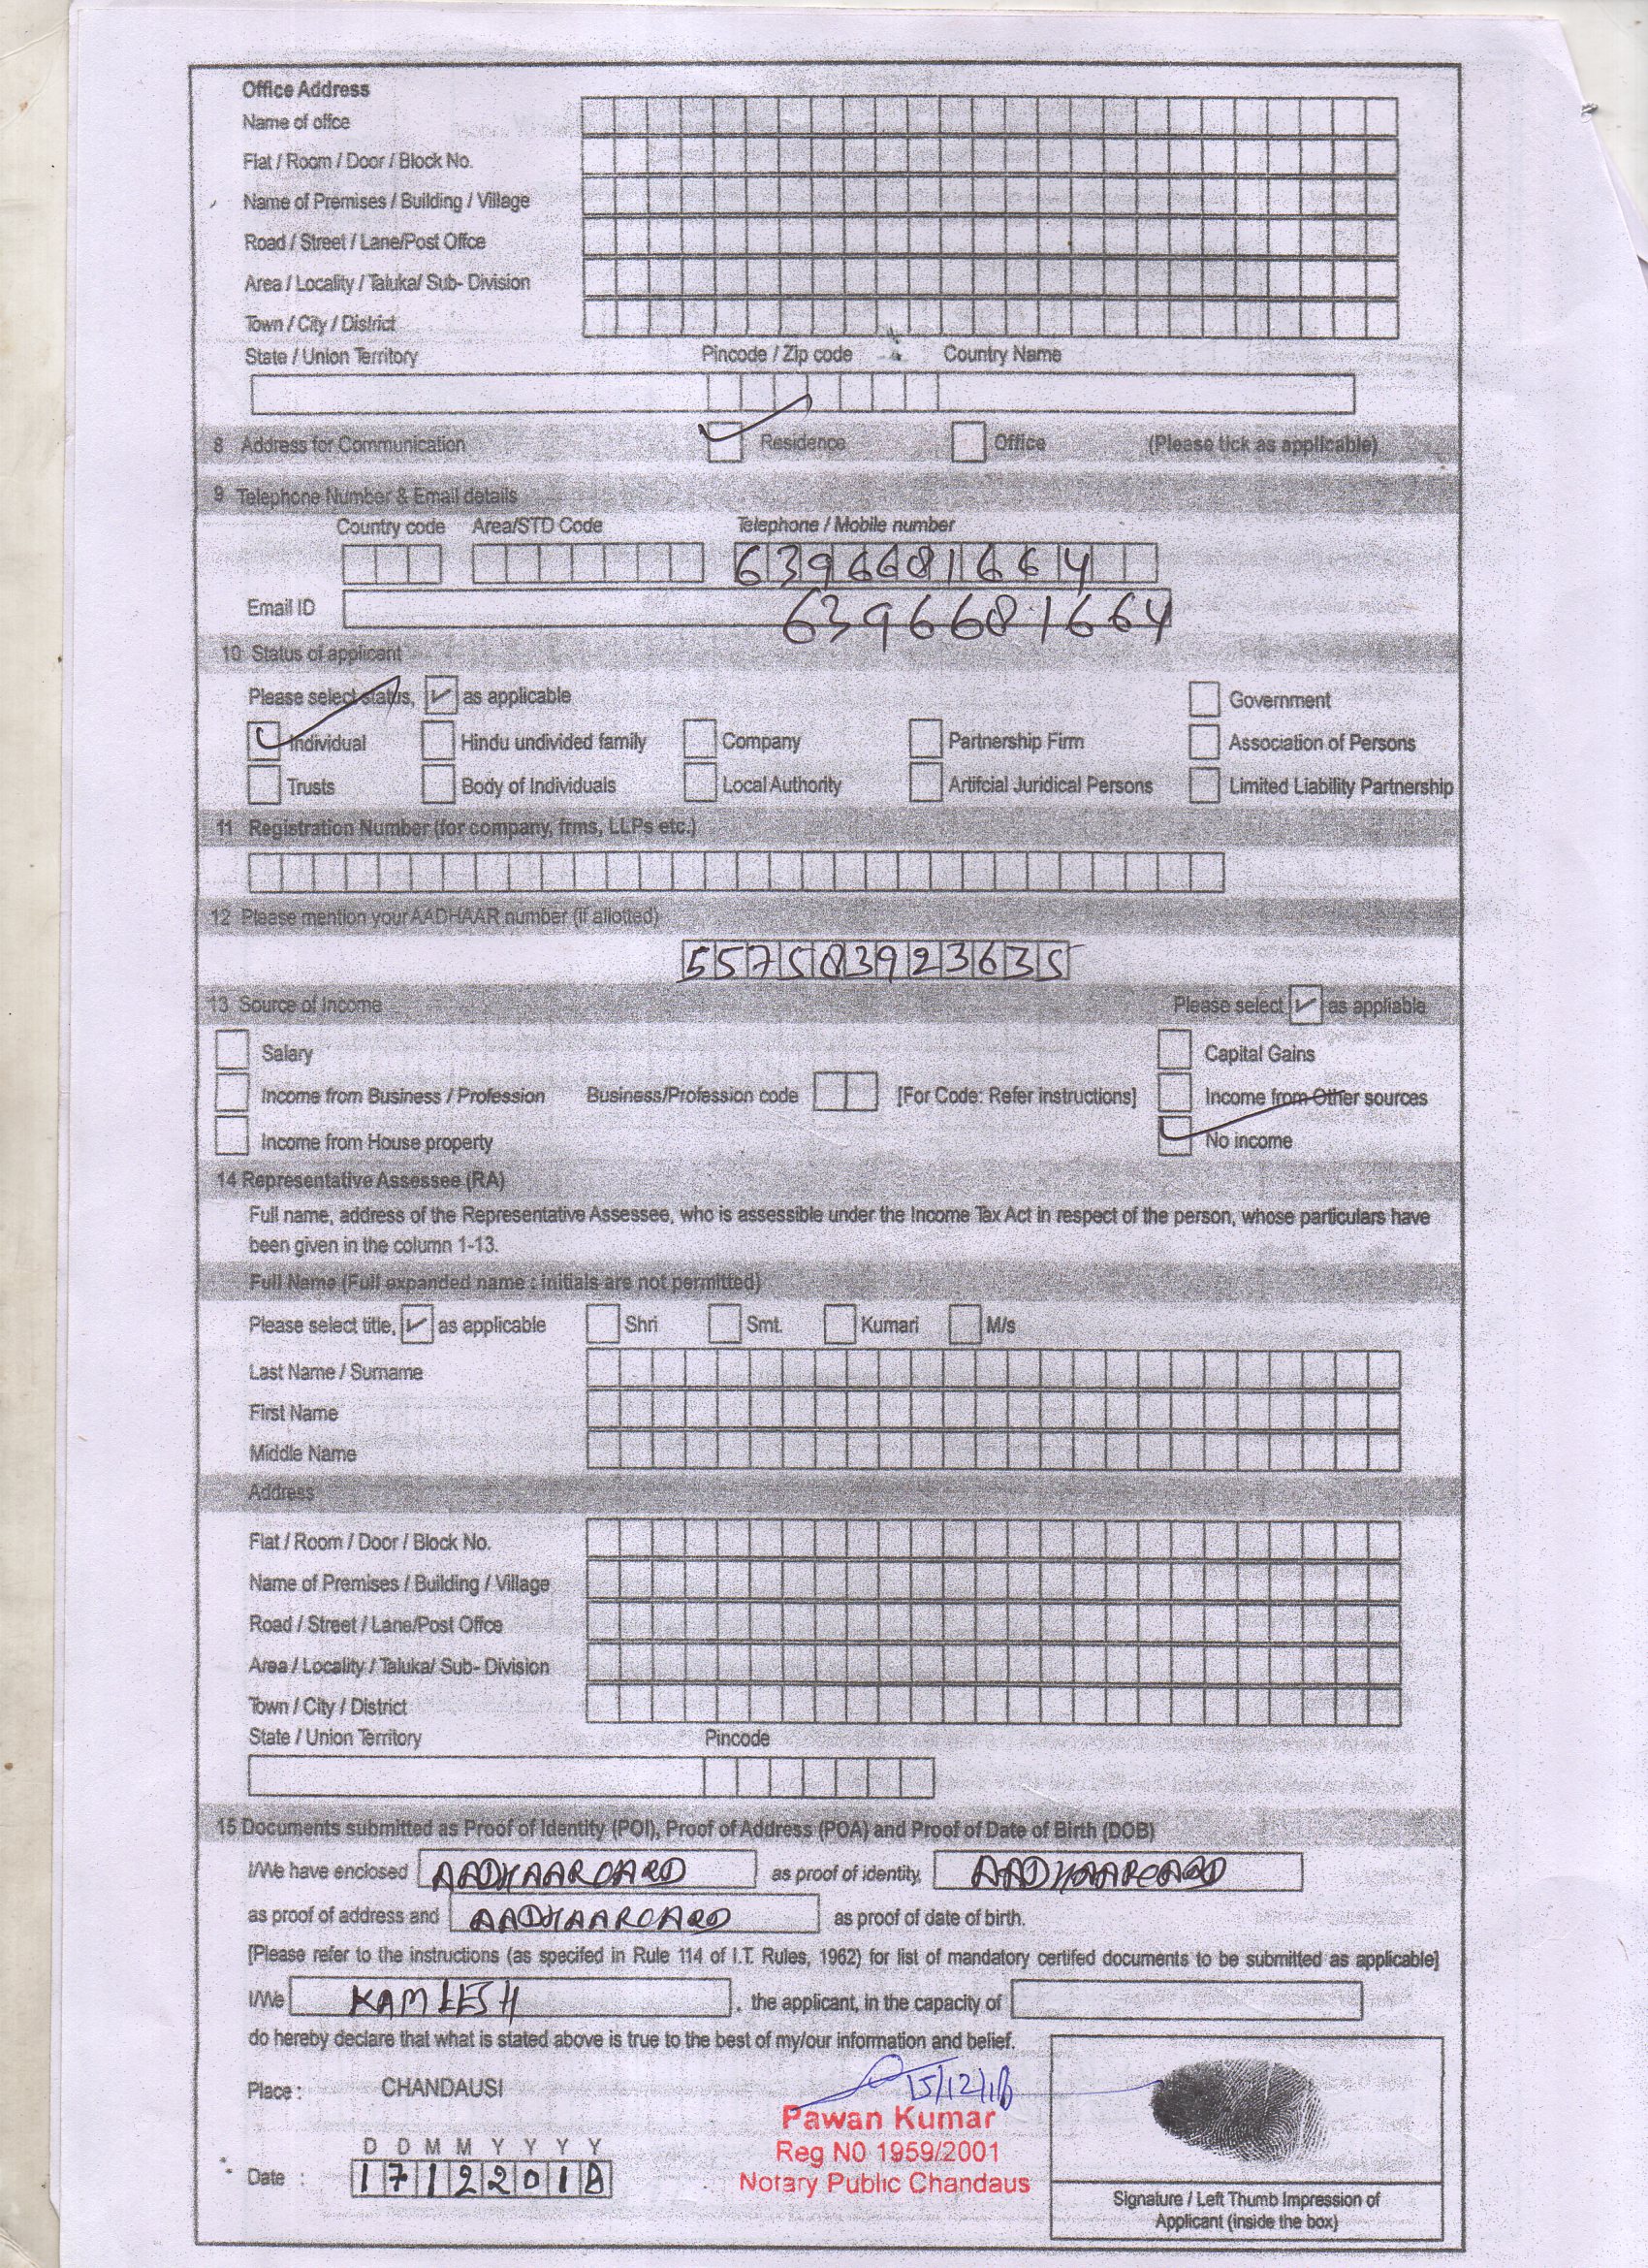 Office Address
Name of offce
Flat / Room / Door / Block No.
Name of Premises / Building / Village
Road / Street / Lane/Post Offce
Area / Locality / Taluka/ Sub- Division
Town / City / District
State / Union Territory Pincode / Zip code Country Name
8 Address for Communication Residence Office (Please tick as applicable)
9 Telephone Number & Email details
Country code Area/STD Code Telephone / Mobile number
6396681664
Email ID 6396681664
10 Status of applicant
Please select status, as applicable Government
Individual Hindu undivided family Company Partnership Firm Association of Persons
Trusts Body of Individuals Local Authority Artifcial Juridical Persons Limited Liability Partnership
11 Registration Number (for company, frms, LLPs etc.)
12 Please mention your AADHAAR number (if allotted)
557583923635
13 Source of Income Please select as appliable
Salary Capital Gains
Income from Business / Profession Business/Profession code [For Code: Refer instructions] Income from Other sources
Income from House property No income
14 Representative Assessee (RA)
Full name, address of the Representative Assessee, who is assessible under the Income Tax Act in respect of the person, whose particulars have
been given in the column 1-13.
Full Name (Full expanded name : initials are not permitted)
Please select title, as applicable Shri Smt. Kumari M/s
Last Name / Surname
First Name
Middle Name
Address
Flat / Room / Door / Block No.
Name of Premises / Building / Village
Road / Street / Lane/Post Offce
Area / Locality / Taluka/ Sub- Division
Town / City / District
State / Union Territory Pincode
15 Documents submitted as Proof of Identity (POI), Proof of Address (POA) and Proof of Date of Birth (DOB)
I/We have enclosed AADHAARCARD as proof of identity, AADHAARCARD
as proof of address and AADHAARCARD as proof of date of birth.
[Please refer to the instructions (as specifed in Rule 114 of I.T. Rules, 1962) for list of mandatory certifed documents to be submitted as applicable]
I/We KAMLESH , the applicant, in the capacity of
do hereby declare that what is stated above is true to the best of my/our information and belief.
Place : CHANDAUSI
15/12/18
Pawan Kumar
Reg N0 1959/2001
Notary Public Chandaus
D D M M Y Y Y Y
Date : 17122018
Signature / Left Thumb Impression of
Applicant (inside the box)